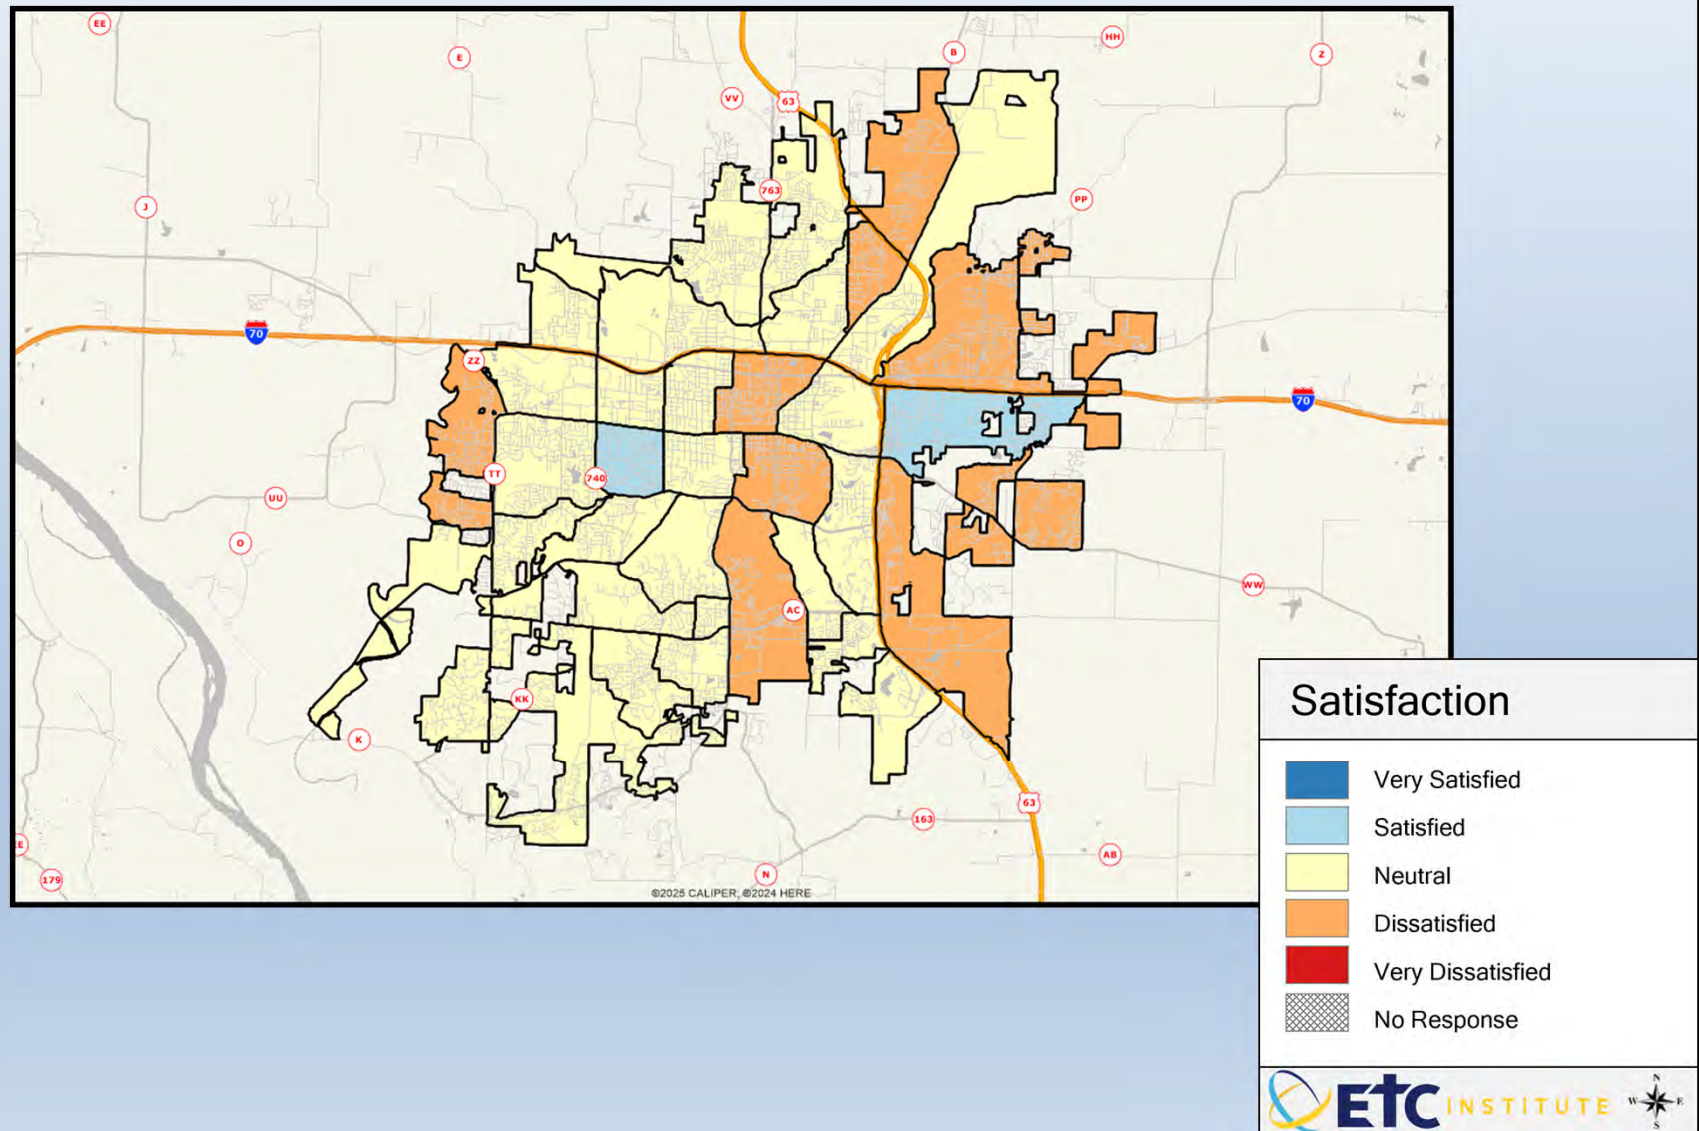 EE
E
B
HH
Z
VV
63
763
PP
J
70
ZZ
70
TT
740
UU
O
WW
AC
KK
K
63
163
EE
AB
179
N
©2025 CALIPER; ©2024 HERE
Satisfaction
Very Satisfied
Satisfied
Neutral
Dissatisfied
Very Dissatisfied
No Response
ETC INSTITUTE
N
W E
S